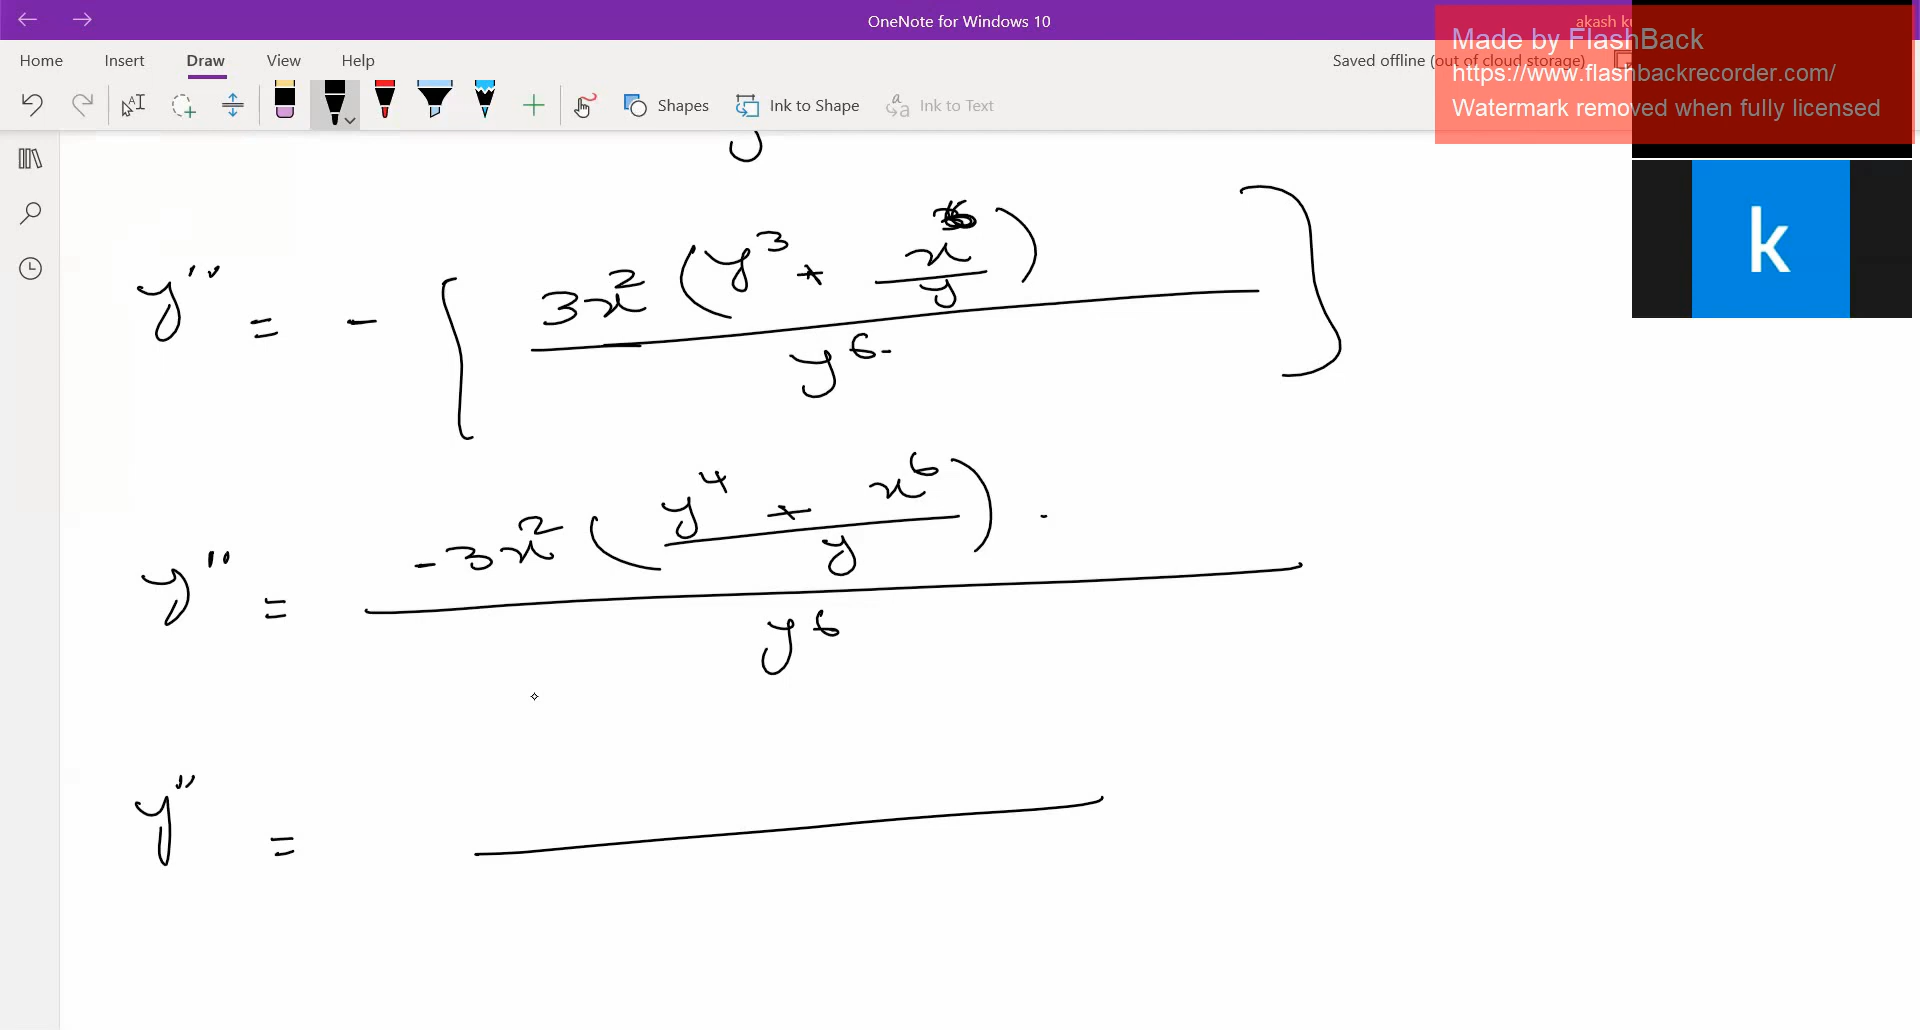 OneNote for Windows 10
akash
Made by FlashBack
https://www.flashbackrecorder.com/
Watermark removed when fully licensed
Home Insert Draw View Help
Saved offline (out of cloud storage)
Shapes Ink to Shape Ink to Text
k
y
y'' = - [ 3x² (y³ + x / y) / y⁶ ]
y'' = -3x² (y⁴ + x⁶ / y) / y⁶
y'' =